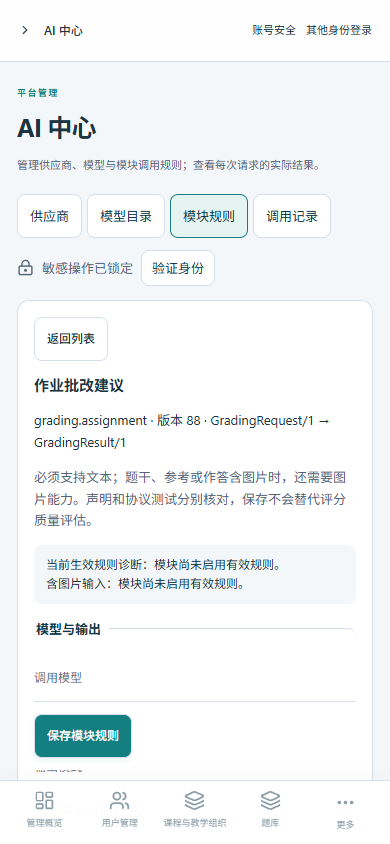 AI 中心
账号安全 其他身份登录
平台管理
AI 中心
管理供应商、模型与模块调用规则；查看每次请求的实际结果。
供应商 模型目录 模块规则 调用记录
敏感操作已锁定 验证身份
返回列表
作业批改建议
grading.assignment · 版本 88 · GradingRequest/1 →
GradingResult/1
必须支持文本；题干、参考或作答含图片时，还需要图
片能力。声明和协议测试分别核对，保存不会替代评分
质量评估。
当前生效规则诊断：模块尚未启用有效规则。
含图片输入：模块尚未启用有效规则。
模型与输出
调用模型
保存模块规则
管理概览 用户管理 课程与教学组织 题库 更多